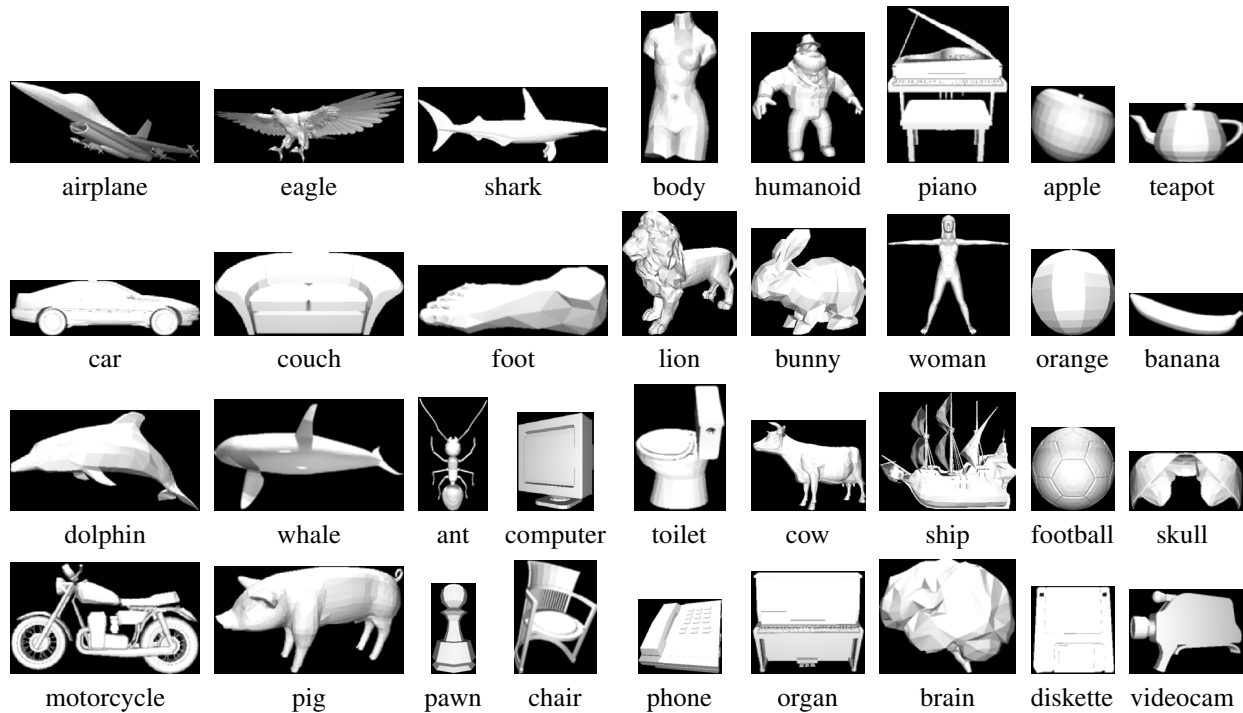 airplane eagle shark body humanoid piano apple teapot
car couch foot lion bunny woman orange banana
dolphin whale ant computer toilet cow ship football skull
motorcycle pig pawn chair phone organ brain diskette videocam